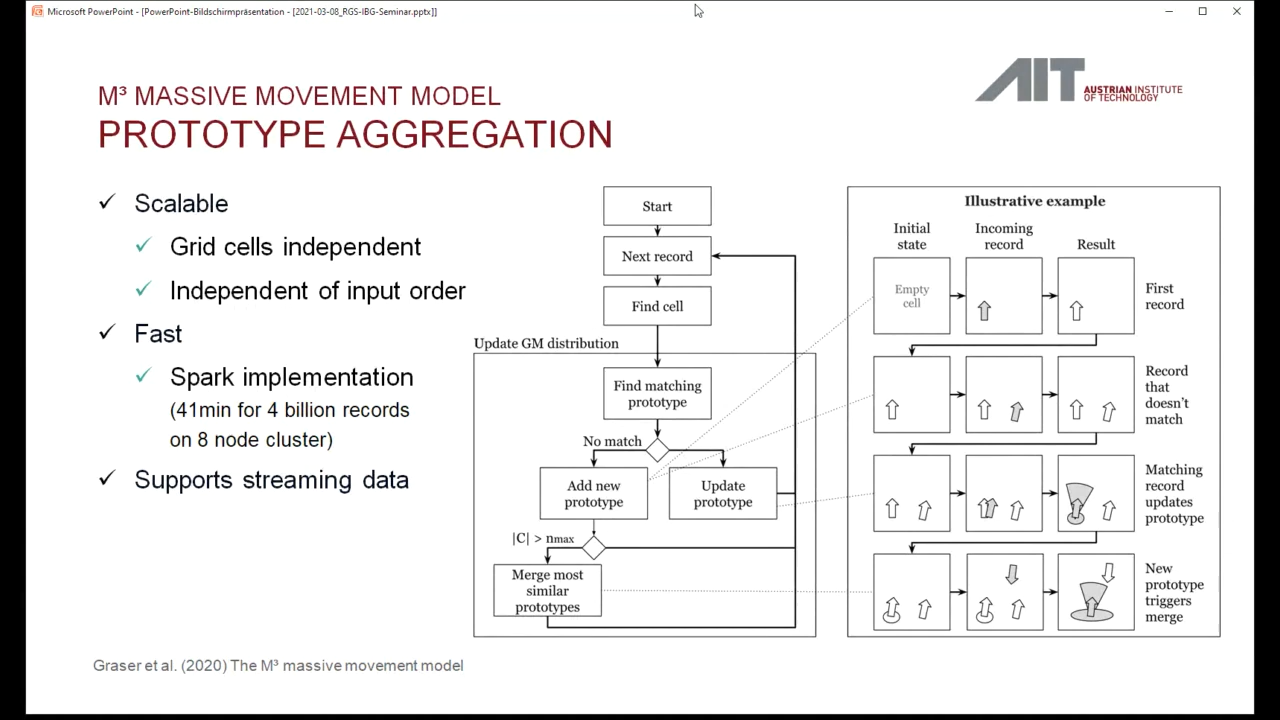 Microsoft PowerPoint - [PowerPoint-Bildschirmpräsentation - [2021-03-08_RGS-IBG-Seminar.pptx]]
M³ MASSIVE MOVEMENT MODEL
PROTOTYPE AGGREGATION
AIT
AUSTRIAN INSTITUTE
OF TECHNOLOGY
Scalable
Grid cells independent
Independent of input order
Fast
Spark implementation
(41min for 4 billion records
on 8 node cluster)
Supports streaming data
Start
Next record
Find cell
Update GM distribution
Find matching
prototype
No match
Add new
prototype
Update
prototype
|C| > nmax
Merge most
similar
prototypes
Illustrative example
Initial
state
Incoming
record
Result
Empty
cell
First
record
Record
that
doesn't
match
Matching
record
updates
prototype
New
prototype
triggers
merge
Graser et al. (2020) The M³ massive movement model